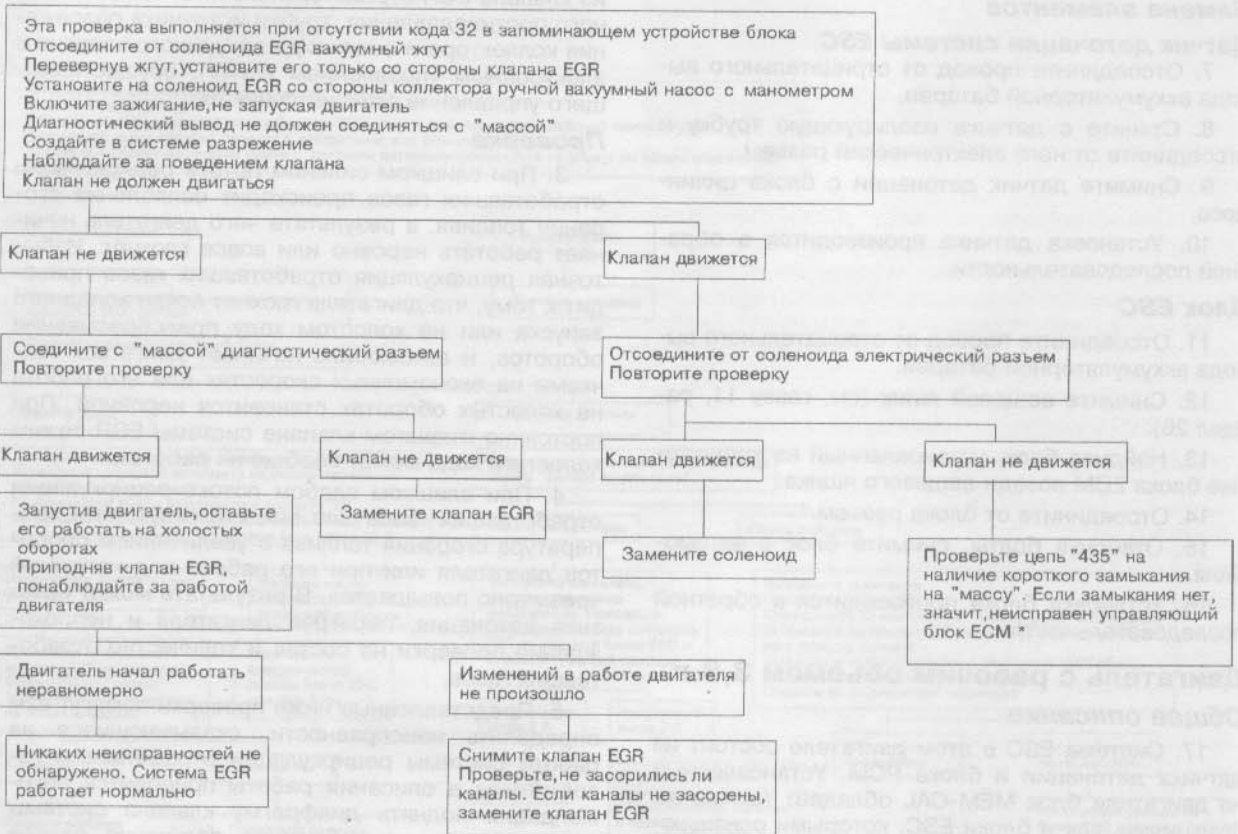 Эта проверка выполняется при отсутствии кода 32 в запоминающем устройстве блока
Отсоедините от соленоида EGR вакуумный жгут
Перевернув жгут,установите его только со стороны клапана EGR
Установите на соленоид EGR со стороны коллектора ручной вакуумный насос с манометром
Включите зажигание,не запуская двигатель
Диагностический вывод не должен соединяться с "массой"
Создайте в системе разрежение
Наблюдайте за поведением клапана
Клапан не должен двигаться
Клапан не движется
Клапан движется
Соедините с "массой" диагностический разъем
Повторите проверку
Отсоедините от соленоида электрический разъем
Повторите проверку
Клапан движется
Клапан не движется
Клапан движется
Клапан не движется
Запустив двигатель,оставьте
его работать на холостых
оборотах
Приподняв клапан EGR,
понаблюдайте за работой
двигателя
Замените клапан EGR
Замените соленоид
Проверьте цепь "435" на
наличие короткого замыкания
на "массу". Если замыкания нет,
значит,неисправен управляющий
блок ECM *
Двигатель начал работать
неравномерно
Изменений в работе двигателя
не произошло
Никаких неисправностей не
обнаружено. Система EGR
работает нормально
Снимите клапан EGR
Проверьте,не засорились ли
каналы. Если каналы не засорены,
замените клапан EGR